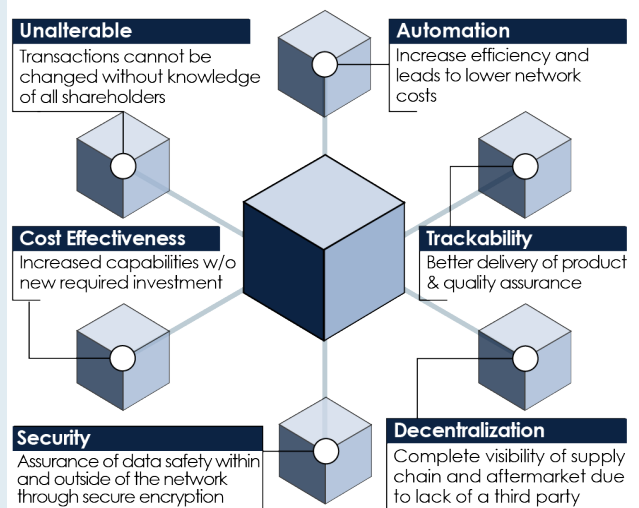 Unalterable
Transactions cannot be
changed without knowledge
of all shareholders
Automation
Increase efficiency and
leads to lower network
costs
Cost Effectiveness
Increased capabilities w/o
new required investment
Trackability
Better delivery of product
& quality assurance
Security
Assurance of data safety within
and outside of the network
through secure encryption
Decentralization
Complete visibility of supply
chain and aftermarket due
to lack of a third party